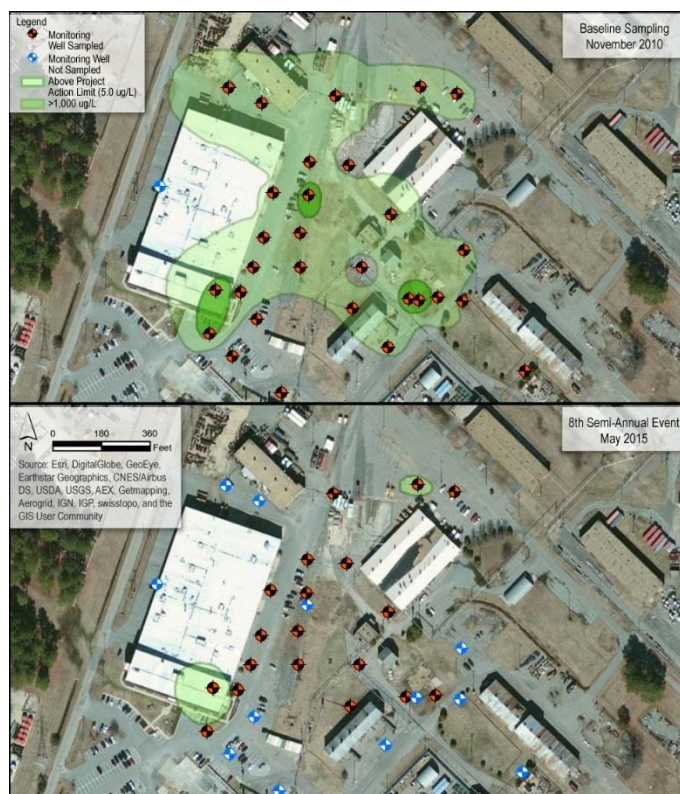 Legend
Monitoring
Well Sampled
Monitoring Well
Not Sampled
Above Project
Action Limit (5.0 ug/L)
>1,000 ug/L
Baseline Sampling
November 2010
N
0 180 360
Feet
Source: Esri, DigitalGlobe, GeoEye,
Earthstar Geographics, CNES/Airbus
DS, USDA, USGS, AEX, Getmapping,
Aerogrid, IGN, IGP, swisstopo, and the
GIS User Community
8th Semi-Annual Event
May 2015